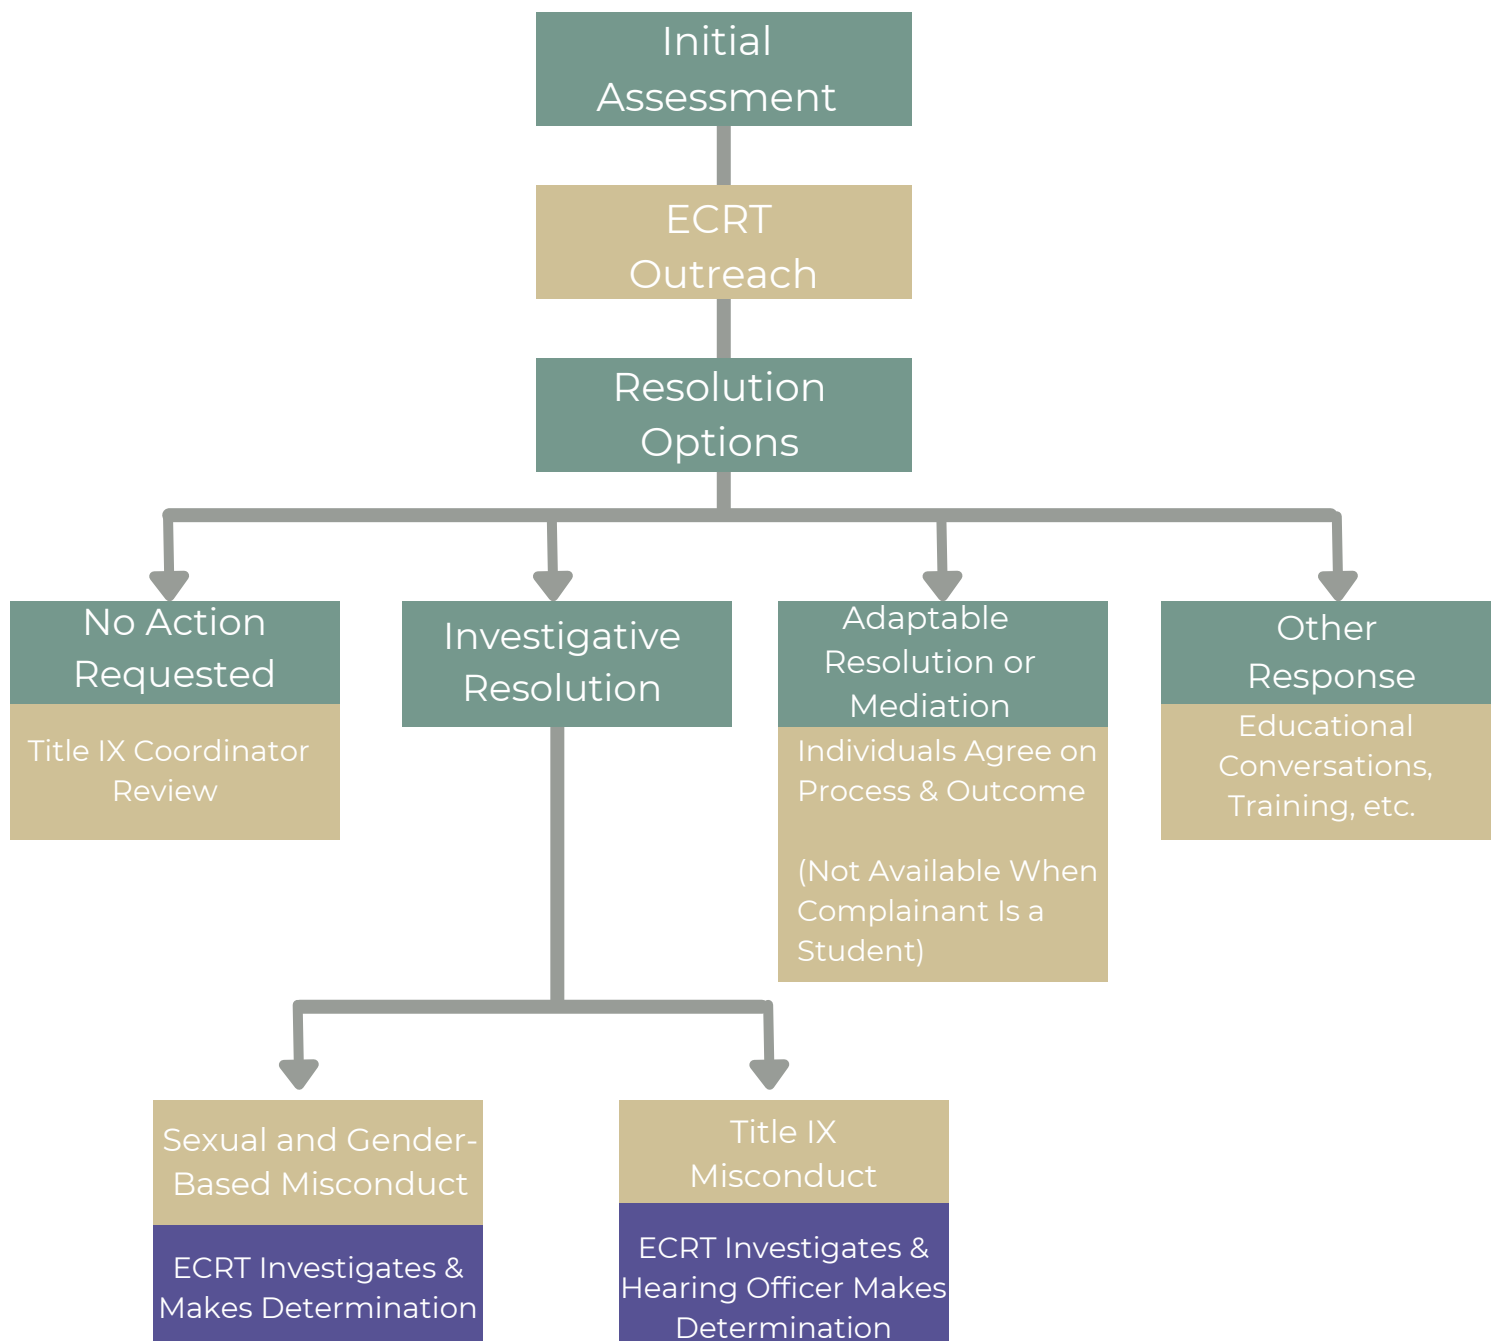 Initial
Assessment
ECRT
Outreach
Resolution
Options
No Action
Requested
Title IX Coordinator
Review
Investigative
Resolution
Adaptable
Resolution or
Mediation
Individuals Agree on
Process & Outcome
(Not Available When
Complainant Is a
Student)
Other
Response
Educational
Conversations,
Training, etc.
Sexual and Gender-
Based Misconduct
ECRT Investigates &
Makes Determination
Title IX
Misconduct
ECRT Investigates &
Hearing Officer Makes
Determination